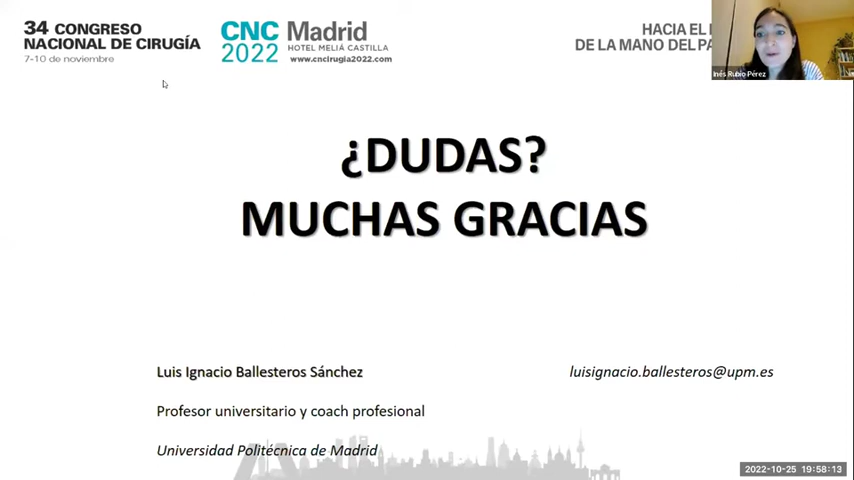 34 CONGRESO
NACIONAL DE CIRUGÍA
7-10 de noviembre
CNC
2022
Madrid
HOTEL MELIÁ CASTILLA
www.cncirugia2022.com
HACIA EL
DE LA MANO DEL
Inés Rubio Pérez
¿DUDAS?
MUCHAS GRACIAS
Luis Ignacio Ballesteros Sánchez
luisignacio.ballesteros@upm.es
Profesor universitario y coach profesional
Universidad Politécnica de Madrid
2022-10-25 19:58:13